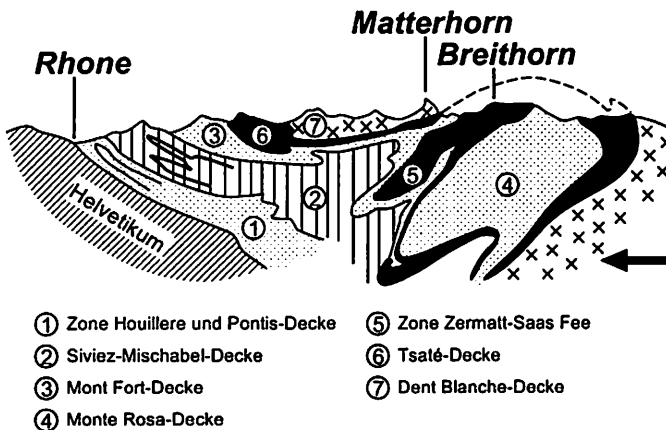 Matterhorn
Rhone
Breithorn
3
6
7
5
2
4
1
Helvetikum
1 Zone Houillere und Pontis-Decke
2 Siviez-Mischabel-Decke
3 Mont Fort-Decke
4 Monte Rosa-Decke
5 Zone Zermatt-Saas Fee
6 Tsaté-Decke
7 Dent Blanche-Decke